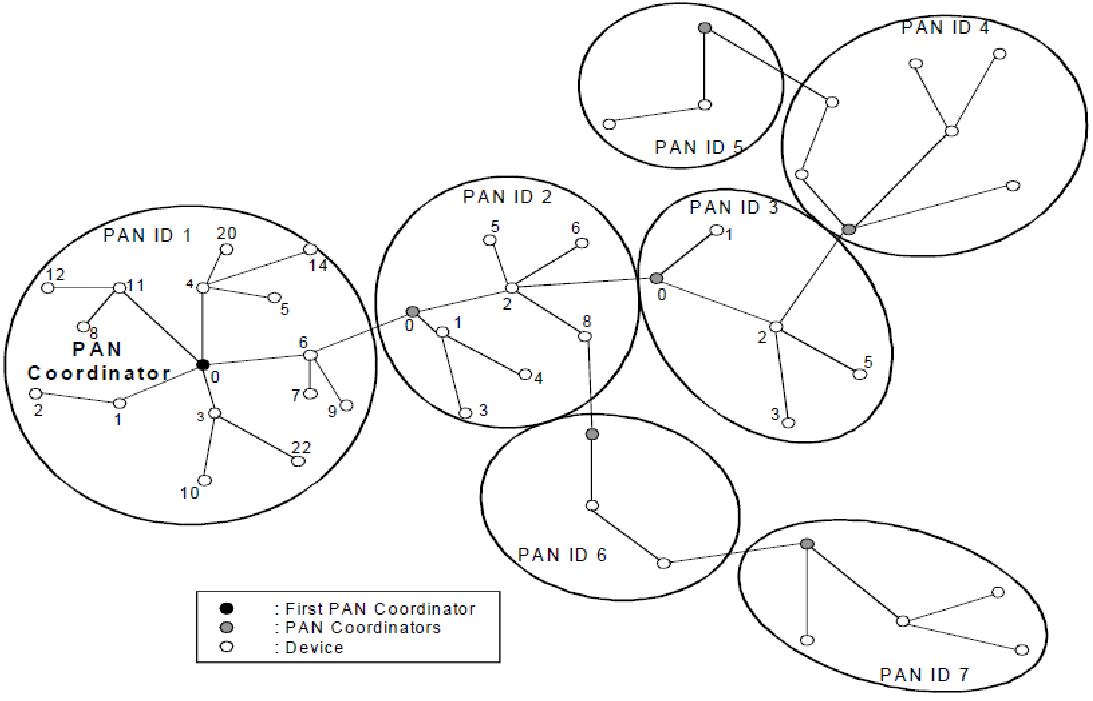 PAN ID 4
PAN ID 5
PAN ID 2
PAN ID 3
PAN ID 1
20
5
6
1
14
12
11
4
5
2
0
8
PAN
Coordinator
0
1
8
6
2
0
4
5
2
1
7
9
3
3
3
22
10
PAN ID 6
PAN ID 7
: First PAN Coordinator
: PAN Coordinators
: Device